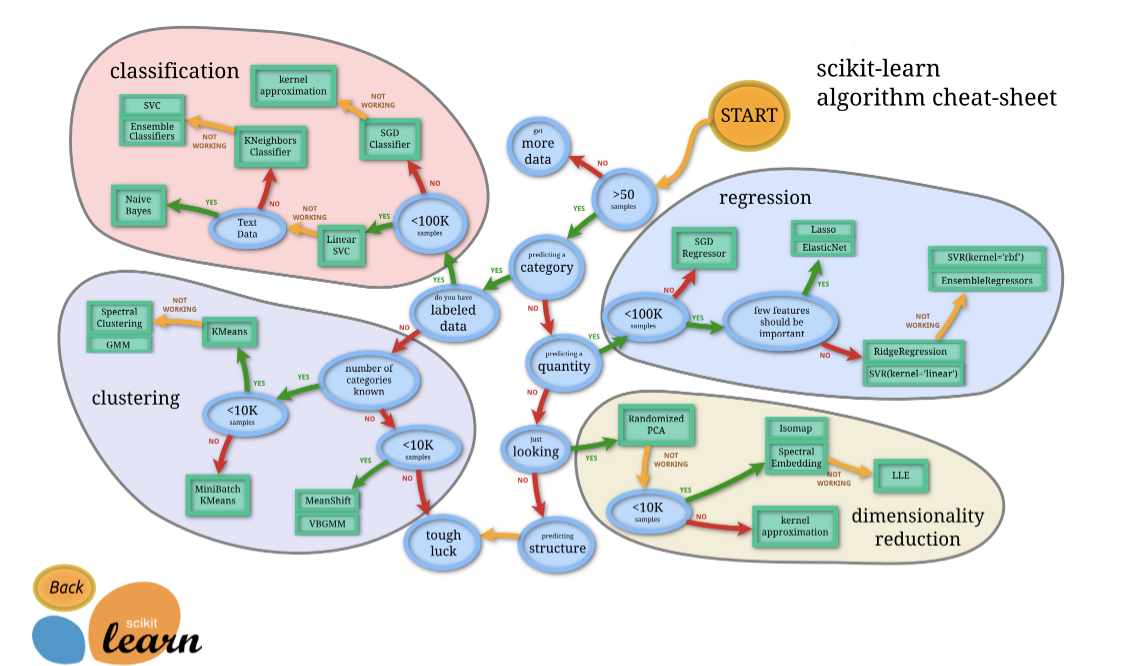 scikit-learn
algorithm cheat-sheet
START
classification
kernel
approximation
NOT
WORKING
SVC
Ensemble
Classifiers
NOT
WORKING
KNeighbors
Classifier
SGD
Classifier
NO
NO
Naive
Bayes
YES
Text
Data
NOT
WORKING
Linear
SVC
YES
<100K
samples
get
more
data
NO
>50
samples
YES
predicting a
category
YES
YES
do you have
labeled
data
NO
NO
predicting a
quantity
YES
NO
just
looking
YES
NO
predicting
structure
tough
luck
regression
SGD
Regressor
NO
<100K
samples
YES
Lasso
ElasticNet
YES
few features
should be
important
NO
SVR(kernel='rbf')
EnsembleRegressors
NOT
WORKING
RidgeRegression
SVR(kernel='linear')
clustering
Spectral
Clustering
GMM
NOT
WORKING
KMeans
YES
<10K
samples
NO
MiniBatch
KMeans
YES
number of
categories
known
NO
<10K
samples
YES
NO
MeanShift
VBGMM
Randomized
PCA
NOT
WORKING
<10K
samples
YES
NO
Isomap
Spectral
Embedding
NOT
WORKING
LLE
kernel
approximation
dimensionality
reduction
Back
scikit
learn